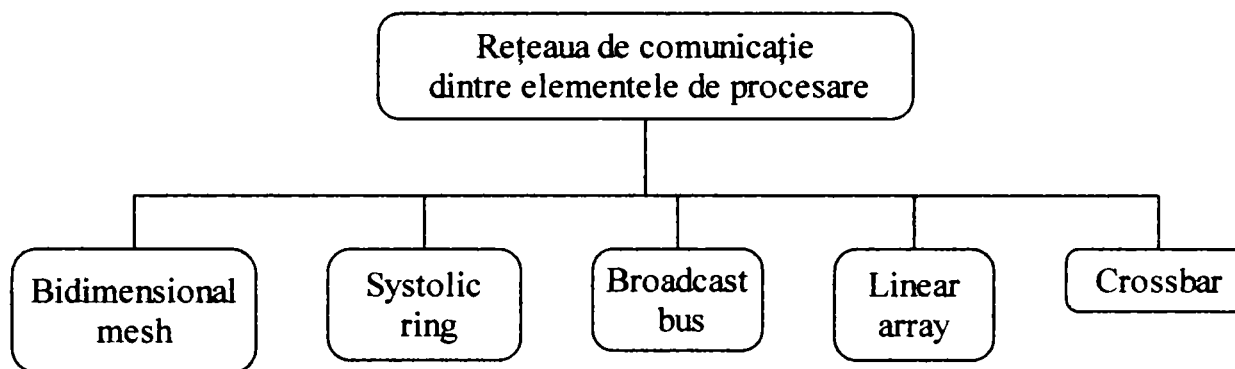 Rețeaua de comunicație
dintre elementele de procesare
Bidimensional
mesh
Systolic
ring
Broadcast
bus
Linear
array
Crossbar